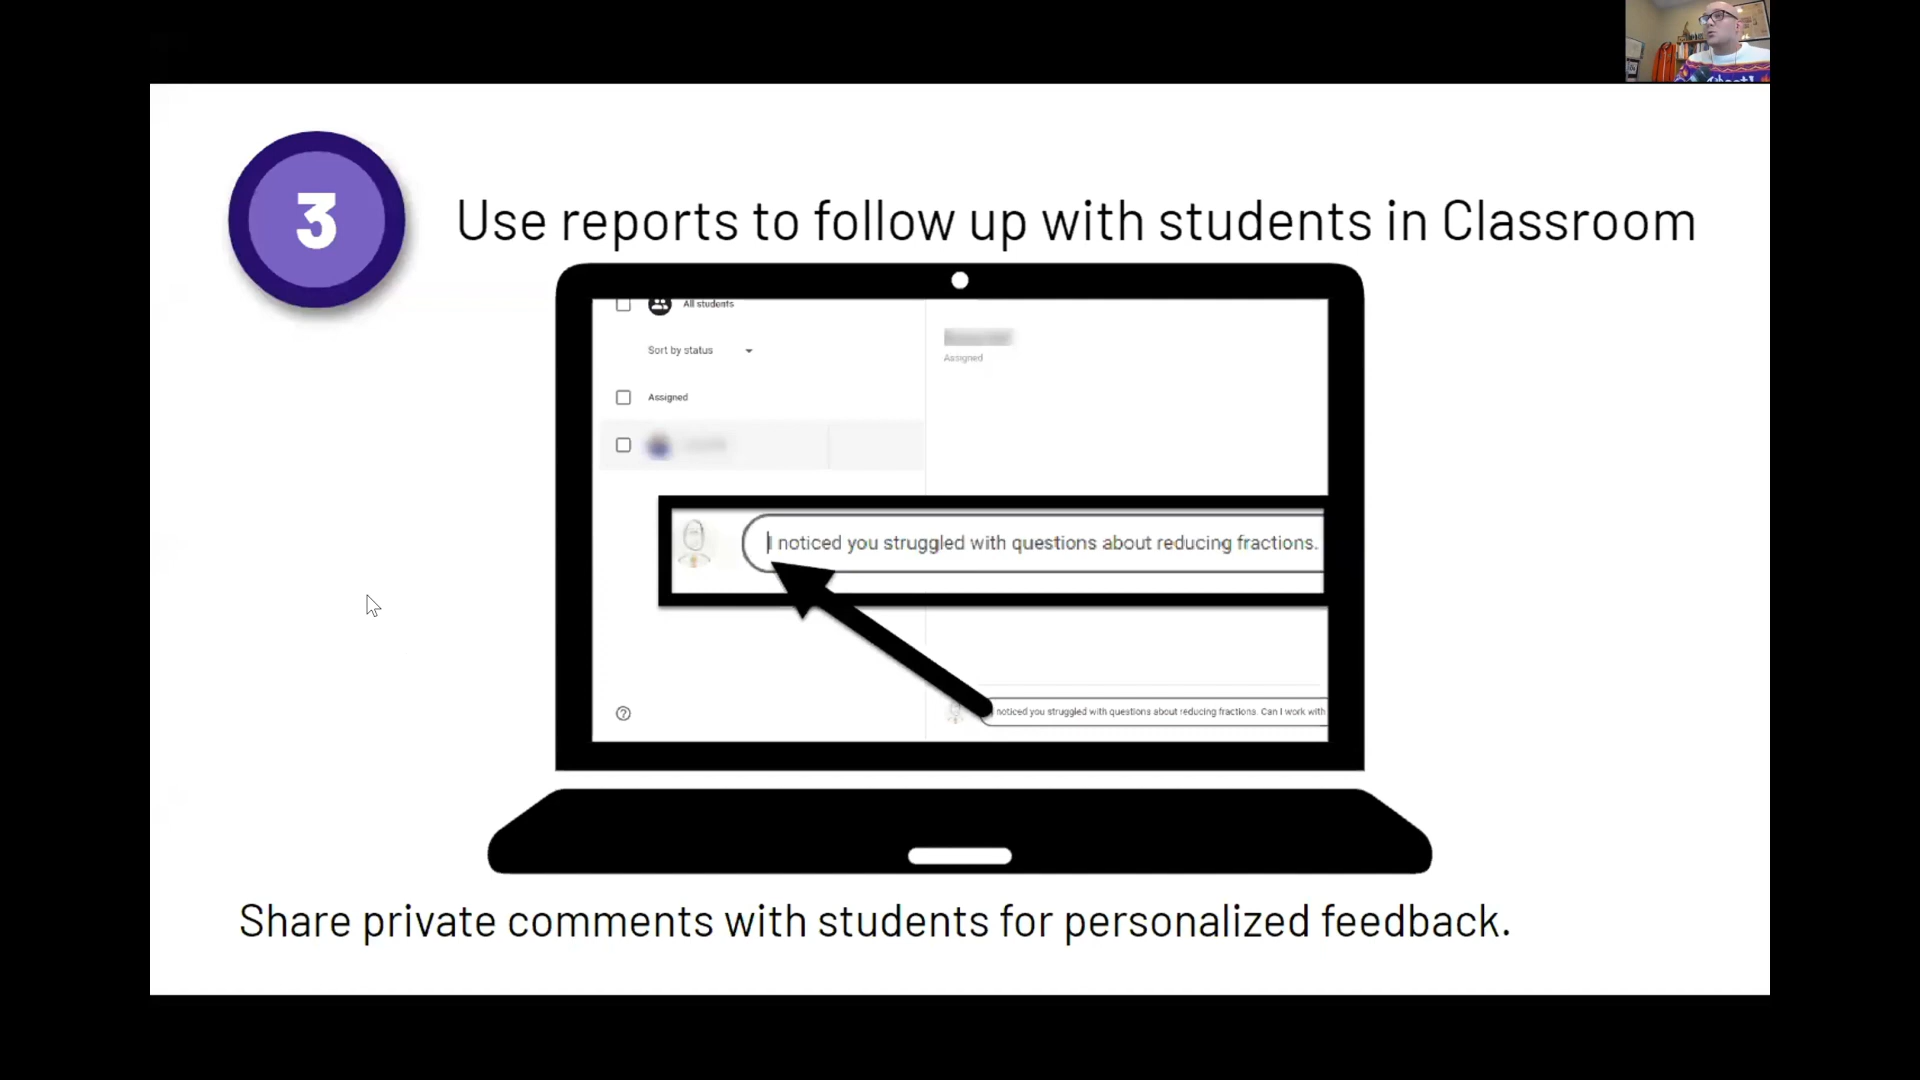 3
Use reports to follow up with students in Classroom
All students
Sort by status
Assigned
Assigned
I noticed you struggled with questions about reducing fractions.
noticed you struggled with questions about reducing fractions. Can I work with
Share private comments with students for personalized feedback.